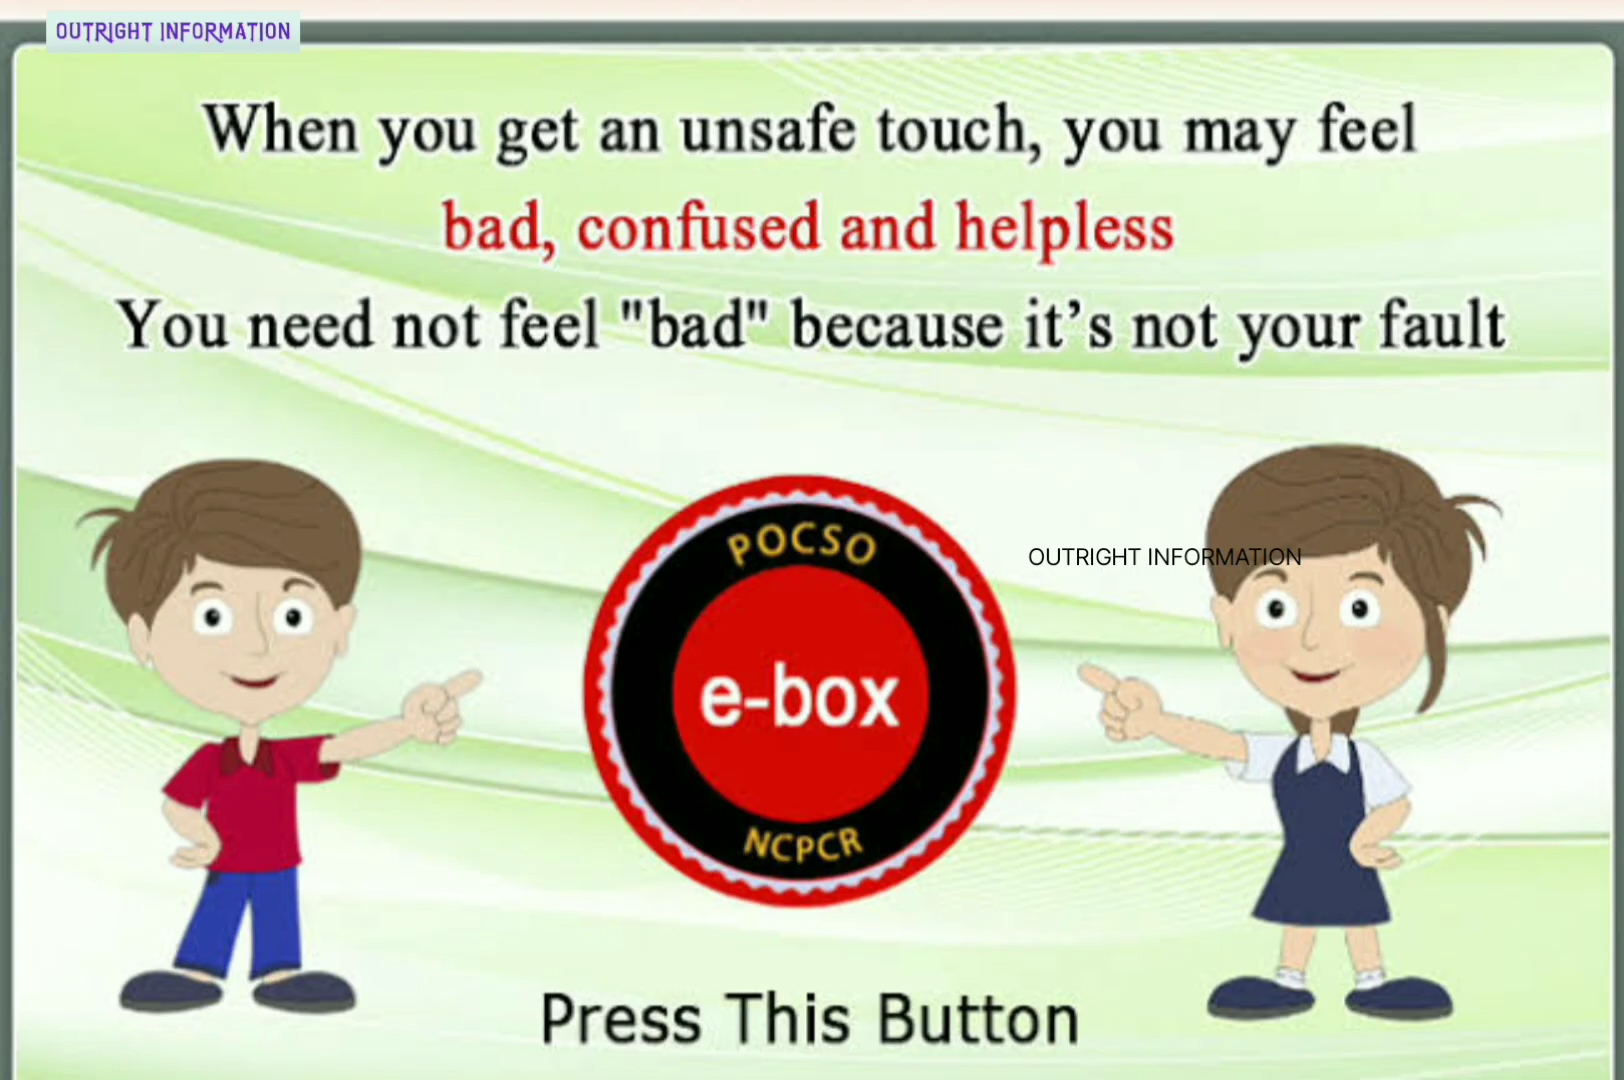 OUTRIGHT INFORMATION
When you get an unsafe touch, you may feel
bad, confused and helpless
You need not feel "bad" because it’s not your fault
POCSO
OUTRIGHT INFORMATION
e-box
NCPCR
Press This Button